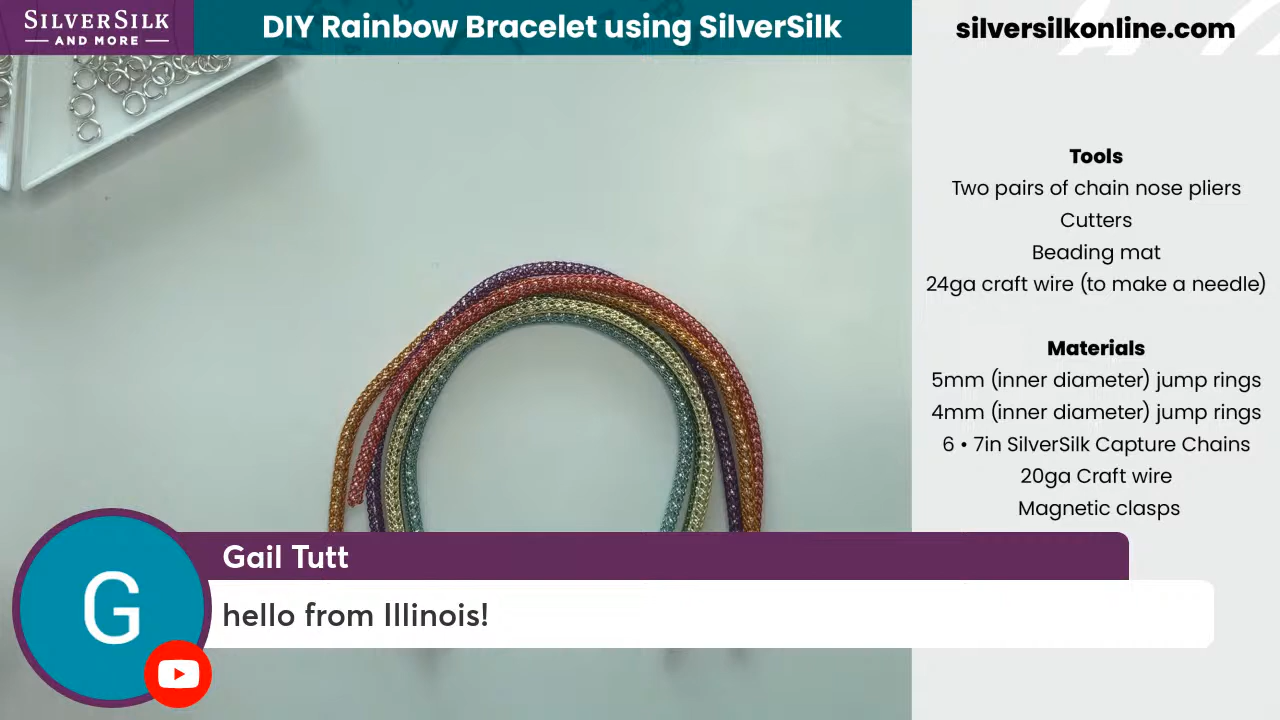 SILVERSILK
AND MORE
DIY Rainbow Bracelet using SilverSilk
silversilkonline.com
Tools
Two pairs of chain nose pliers
Cutters
Beading mat
24ga craft wire (to make a needle)
Materials
5mm (inner diameter) jump rings
4mm (inner diameter) jump rings
6 • 7in SilverSilk Capture Chains
20ga Craft wire
Magnetic clasps
G
Gail Tutt
hello from Illinois!